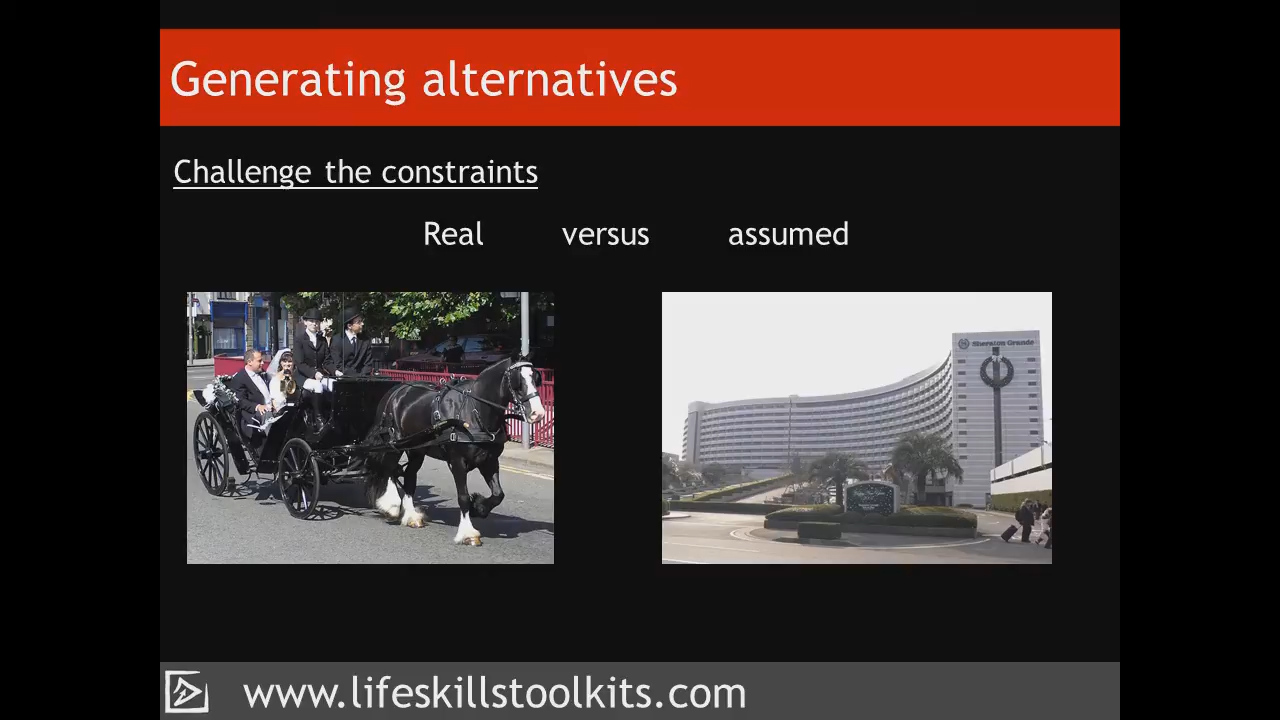 Generating alternatives
Challenge the constraints
Real versus assumed
Sheraton Grande
www.lifeskillstoolkits.com